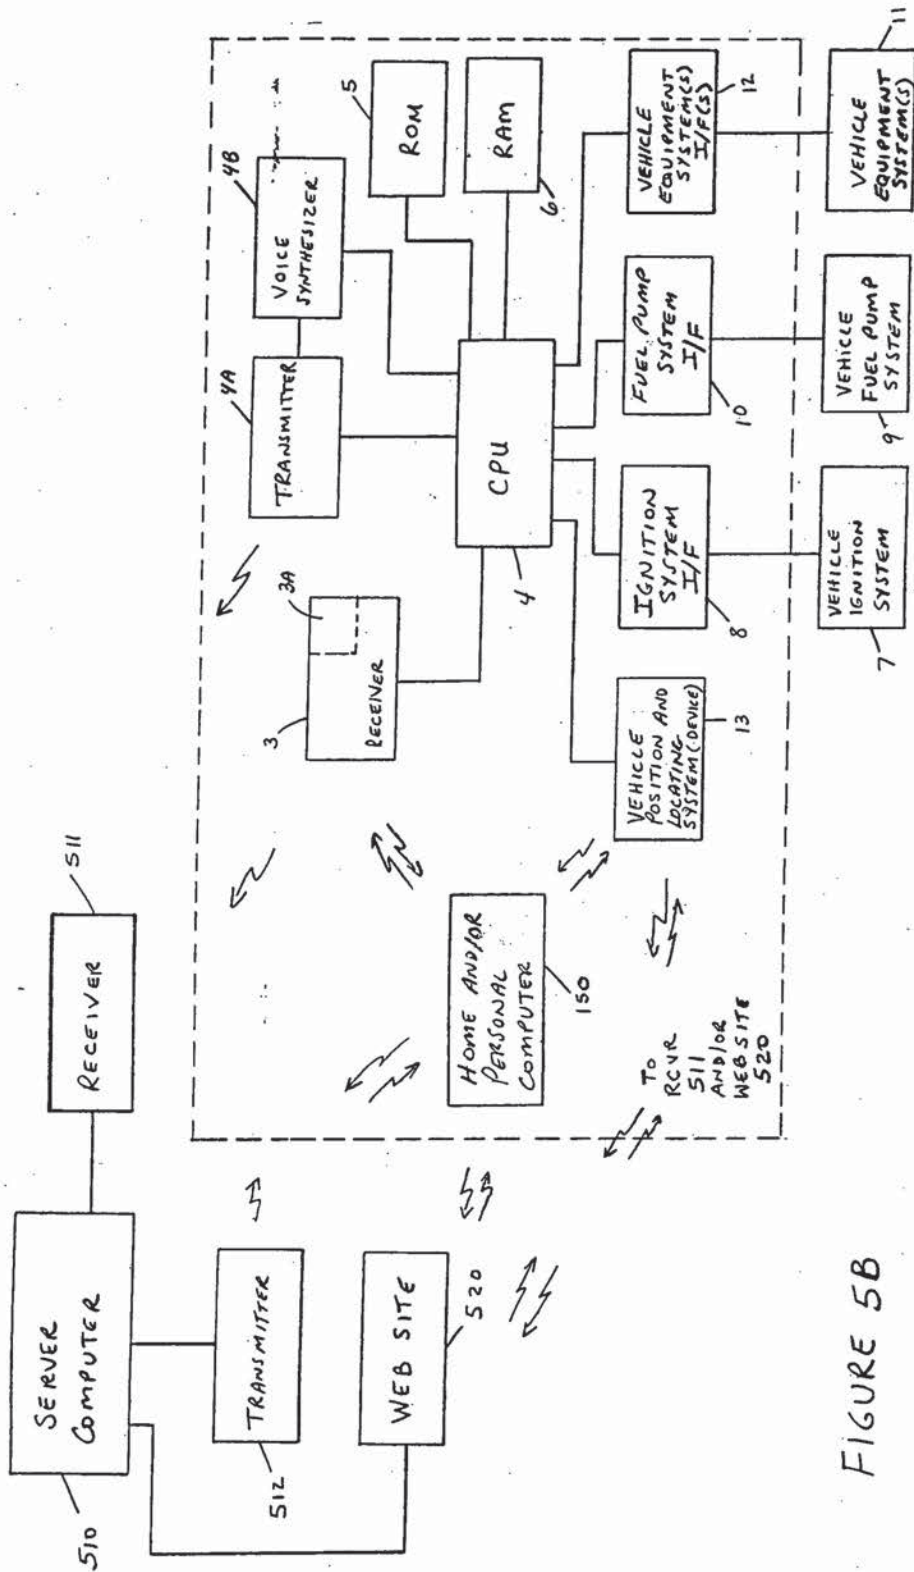 SERVER
COMPUTER
510
RECEIVER
511
TRANSMITTER
512
WEB SITE
520
HOME AND/OR
PERSONAL
COMPUTER
150
TO
RCVR
511
AND/OR
WEB SITE
520
3
3A
RECEIVER
4A
TRANSMITTER
4B
VOICE
SYNTHESIZER
5
ROM
RAM
6
CPU
4
VEHICLE
POSITION AND
LOCATING
SYSTEM (DEVICE)
13
IGNITION
SYSTEM
I/F
8
FUEL PUMP
SYSTEM
I/F
10
VEHICLE
EQUIPMENT
SYSTEM(S)
I/F(S)
12
VEHICLE
IGNITION
SYSTEM
7
VEHICLE
FUEL PUMP
SYSTEM
9
VEHICLE
EQUIPMENT
SYSTEM(S)
11
1
FIGURE 5B